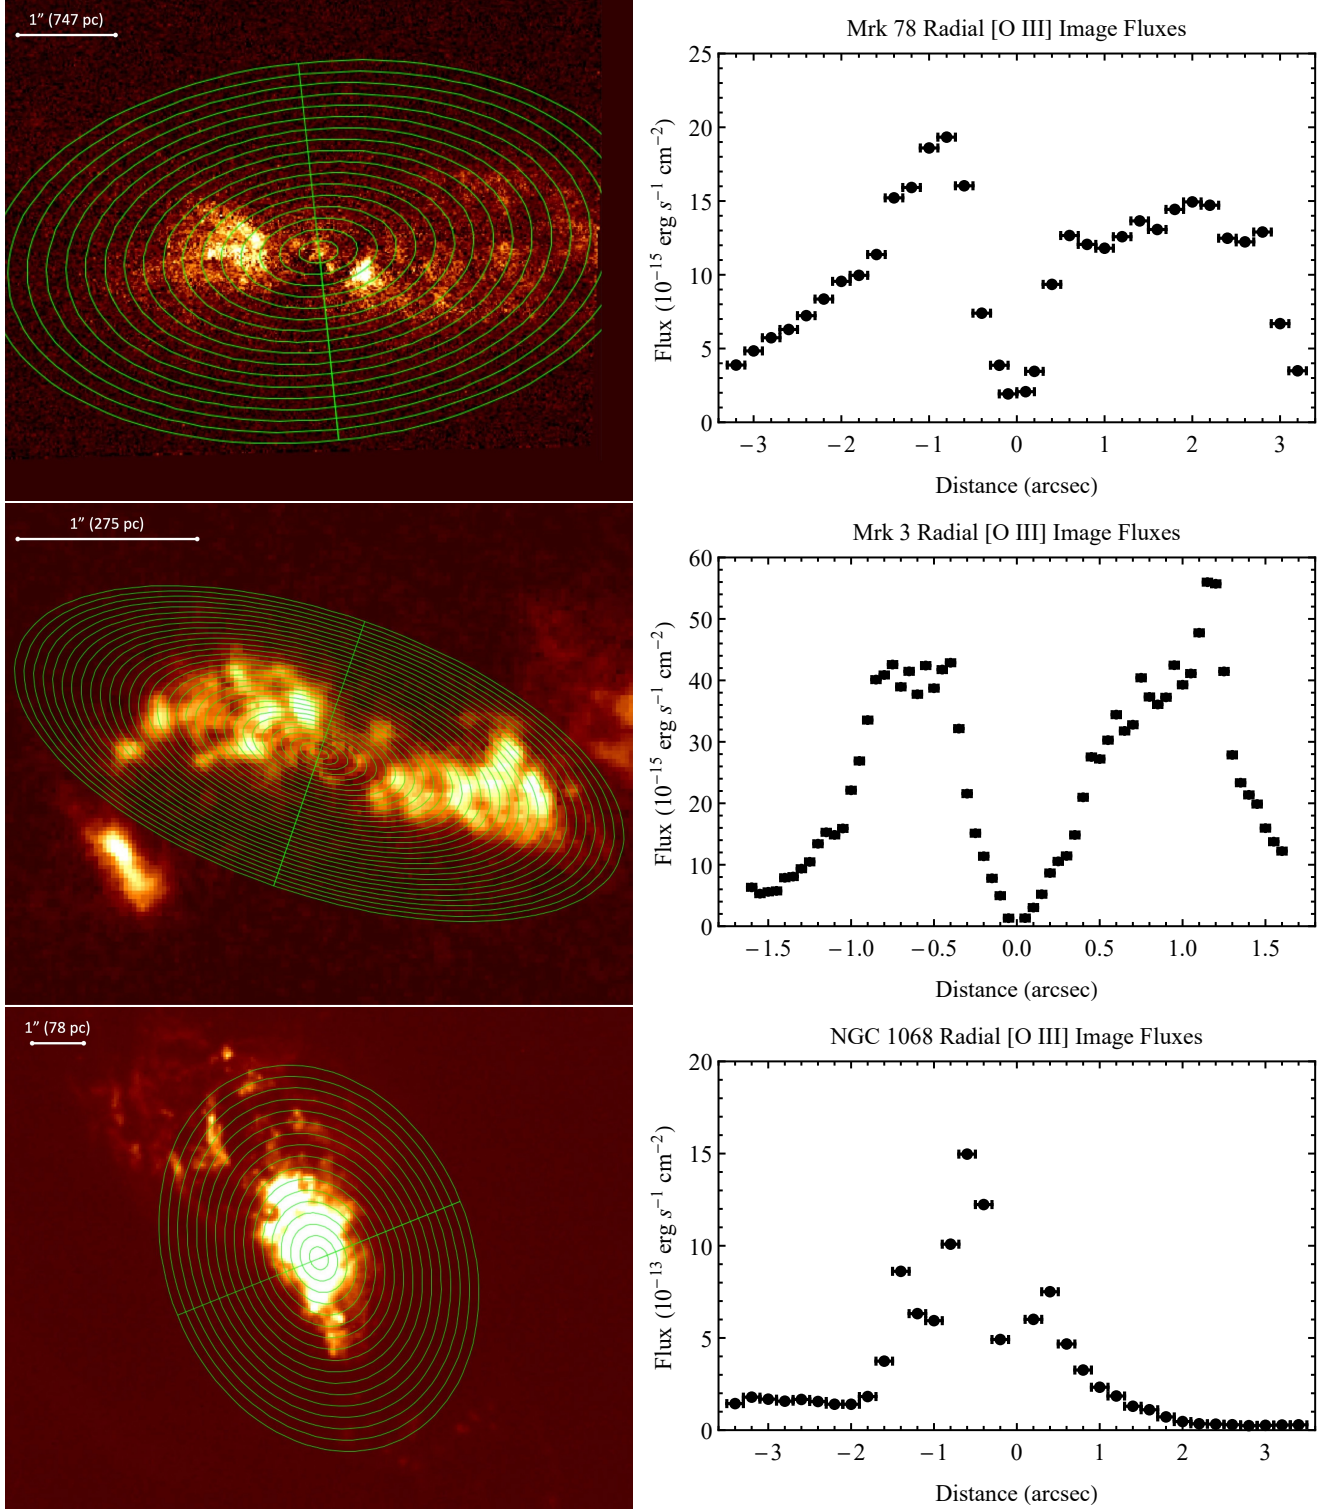 1” (747 pc)
Mrk 78 Radial [O III] Image Fluxes
25
20
15
10
5
0
Flux (10⁻¹⁵ erg s⁻¹ cm⁻²)
−3 −2 −1 0 1 2 3
Distance (arcsec)
1” (275 pc)
Mrk 3 Radial [O III] Image Fluxes
60
50
40
30
20
10
0
Flux (10⁻¹⁵ erg s⁻¹ cm⁻²)
−1.5 −1.0 −0.5 0.0 0.5 1.0 1.5
Distance (arcsec)
1” (78 pc)
NGC 1068 Radial [O III] Image Fluxes
20
15
10
5
0
Flux (10⁻¹³ erg s⁻¹ cm⁻²)
−3 −2 −1 0 1 2 3
Distance (arcsec)